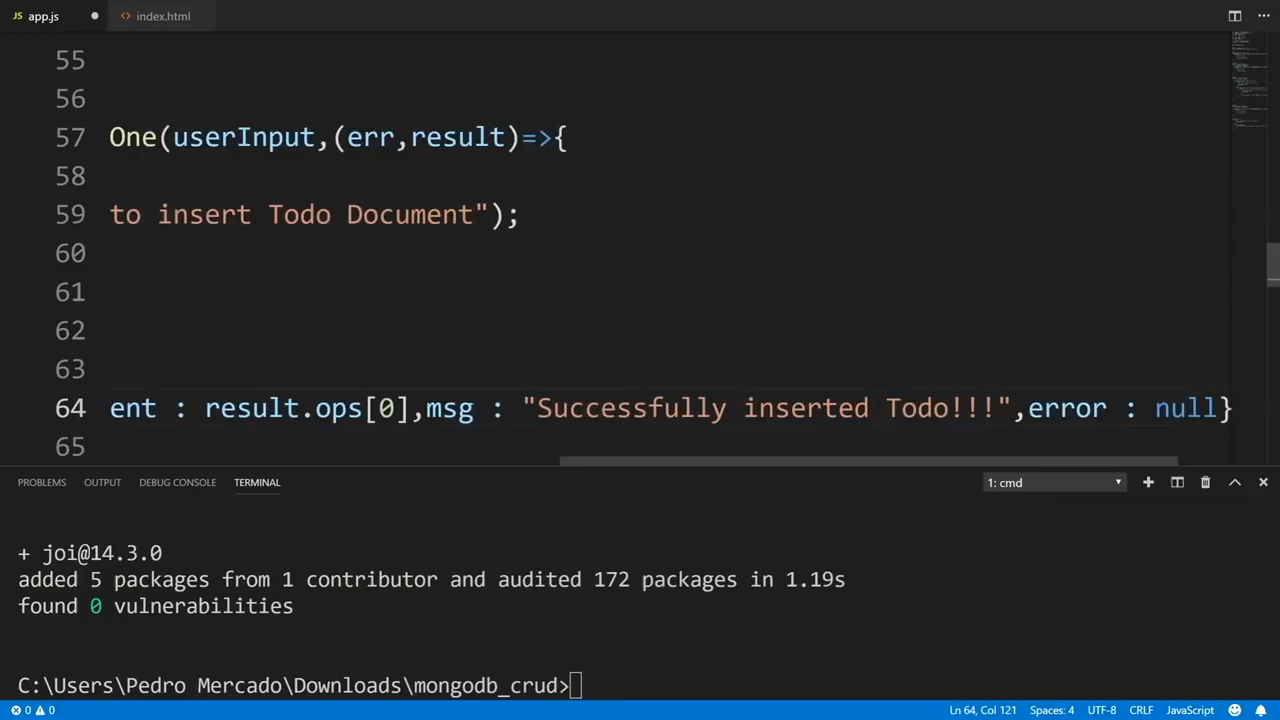 JS app.js
<> index.html
55
56
57 One(userInput,(err,result)=>{
58
59 to insert Todo Document");
60
61
62
63
64 ent : result.ops[0],msg : "Successfully inserted Todo!!!",error : null}
65
PROBLEMS OUTPUT DEBUG CONSOLE TERMINAL 1: cmd
+ joi@14.3.0
added 5 packages from 1 contributor and audited 172 packages in 1.19s
found 0 vulnerabilities
C:\Users\Pedro Mercado\Downloads\mongodb_crud>
0 0 Ln 64, Col 121 Spaces: 4 UTF-8 CRLF JavaScript